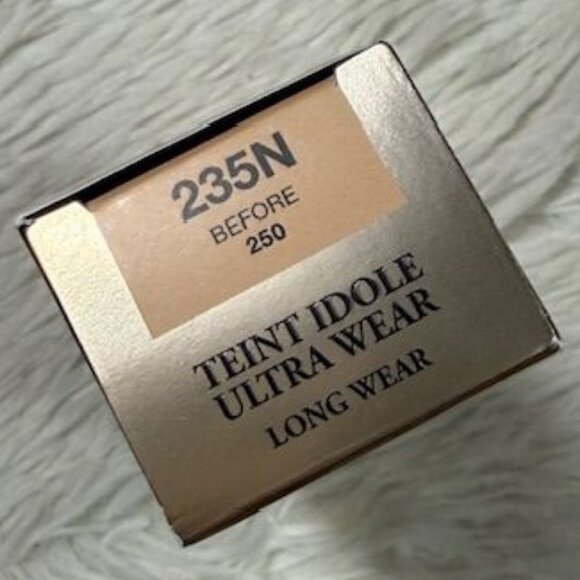 235N
BEFORE
250
TEINT IDOLE
ULTRA WEAR
LONG WEAR